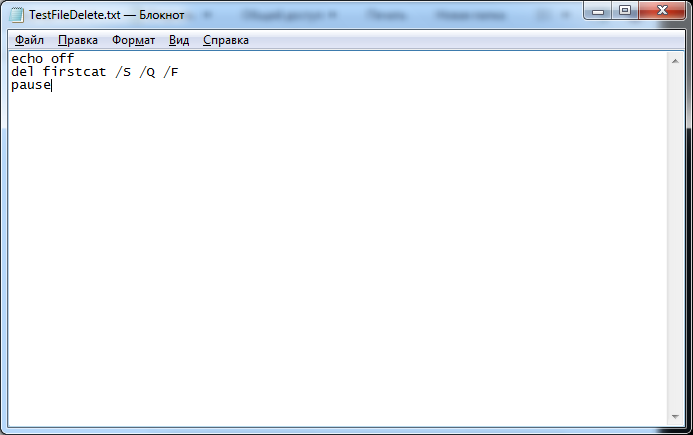 TestFileDelete.txt — Блокнот
Файл Правка Формат Вид Справка
echo off
del firstcat /S /Q /F
pause